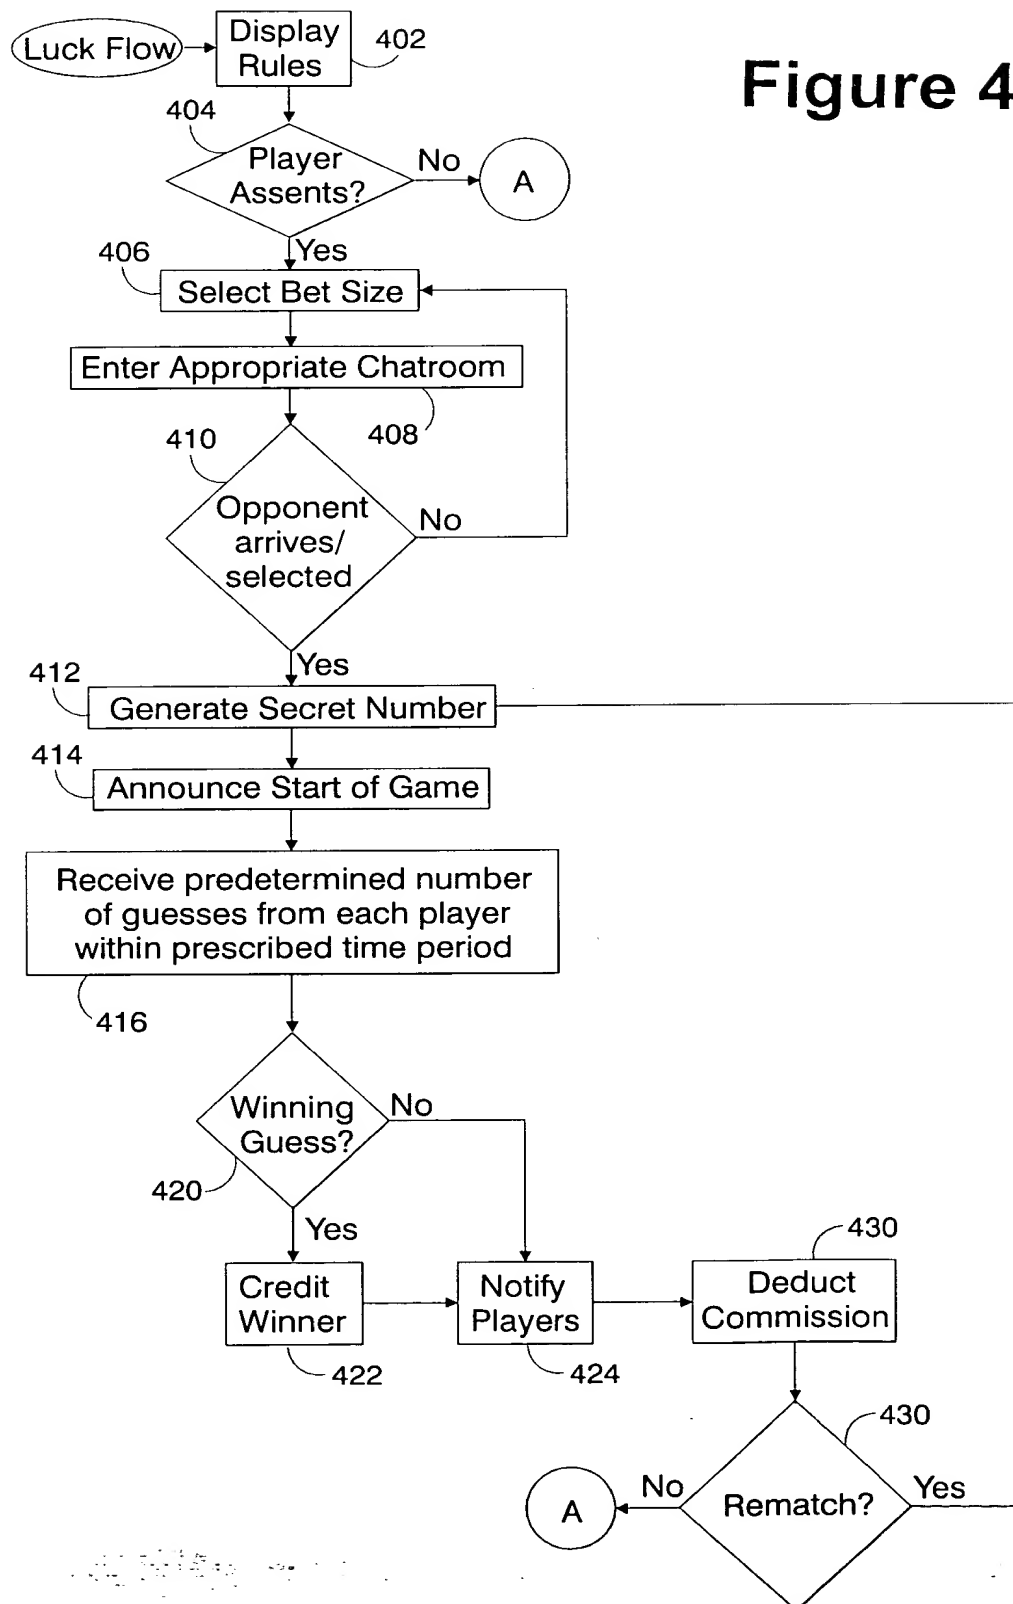 Figure 4
Luck Flow
Display
Rules
402
404
Player
Assents?
No
A
Yes
406
Select Bet Size
Enter Appropriate Chatroom
408
410
Opponent
arrives/
selected
No
Yes
412
Generate Secret Number
414
Announce Start of Game
Receive predetermined number
of guesses from each player
within prescribed time period
416
Winning
Guess?
No
420
Yes
Credit
Winner
422
Notify
Players
424
430
Deduct
Commission
430
Rematch?
No
A
Yes